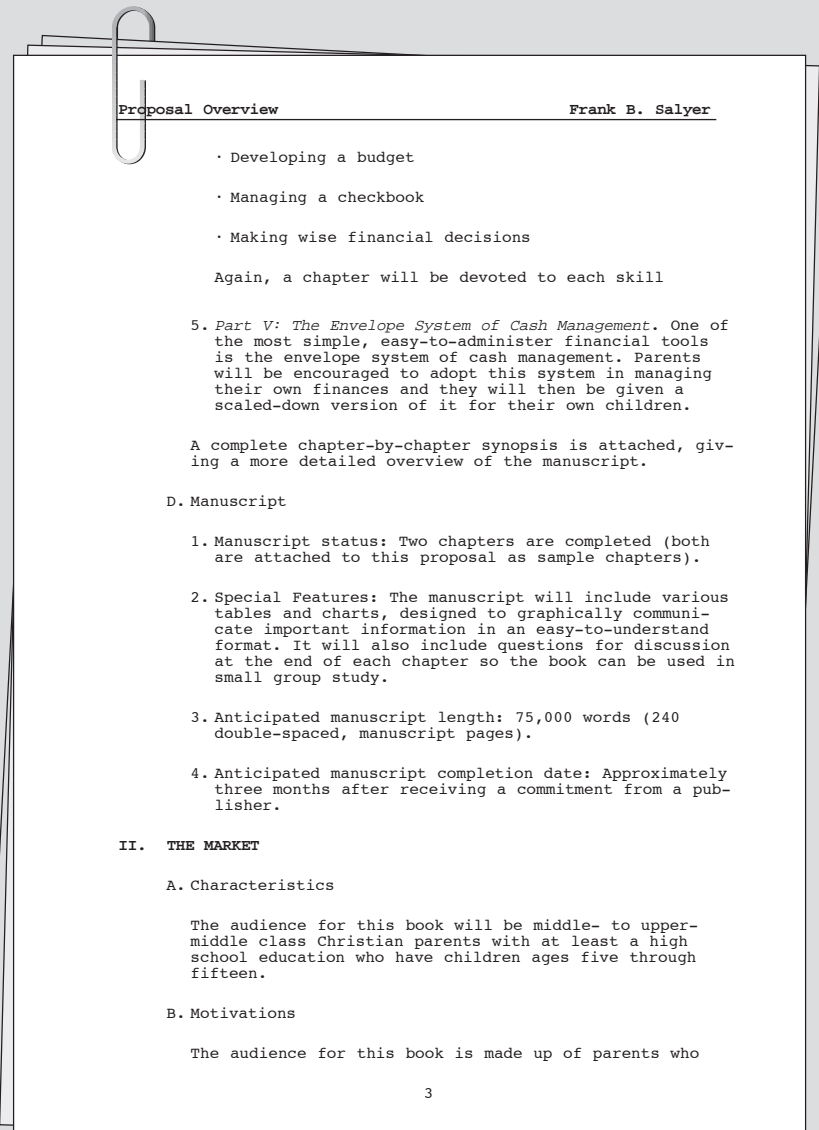 Proposal Overview Frank B. Salyer
· Developing a budget
· Managing a checkbook
· Making wise financial decisions
Again, a chapter will be devoted to each skill
5. Part V: The Envelope System of Cash Management. One of
the most simple, easy-to-administer financial tools
is the envelope system of cash management. Parents
will be encouraged to adopt this system in managing
their own finances and they will then be given a
scaled-down version of it for their own children.
A complete chapter-by-chapter synopsis is attached, giv-
ing a more detailed overview of the manuscript.
D. Manuscript
1. Manuscript status: Two chapters are completed (both
are attached to this proposal as sample chapters).
2. Special Features: The manuscript will include various
tables and charts, designed to graphically communi-
cate important information in an easy-to-understand
format. It will also include questions for discussion
at the end of each chapter so the book can be used in
small group study.
3. Anticipated manuscript length: 75,000 words (240
double-spaced, manuscript pages).
4. Anticipated manuscript completion date: Approximately
three months after receiving a commitment from a pub-
lisher.
II. THE MARKET
A. Characteristics
The audience for this book will be middle- to upper-
middle class Christian parents with at least a high
school education who have children ages five through
fifteen.
B. Motivations
The audience for this book is made up of parents who
3